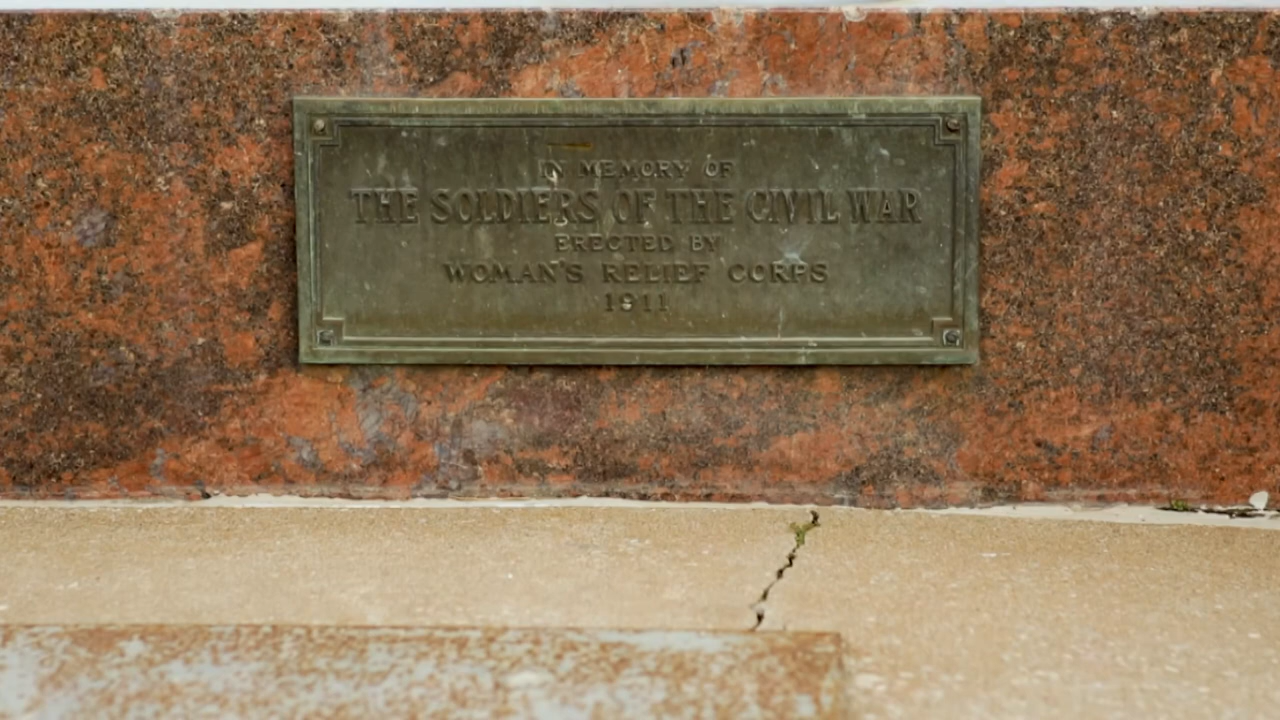 IN MEMORY OF
THE SOLDIERS OF THE CIVIL WAR
ERECTED BY
WOMAN'S RELIEF CORPS
1911